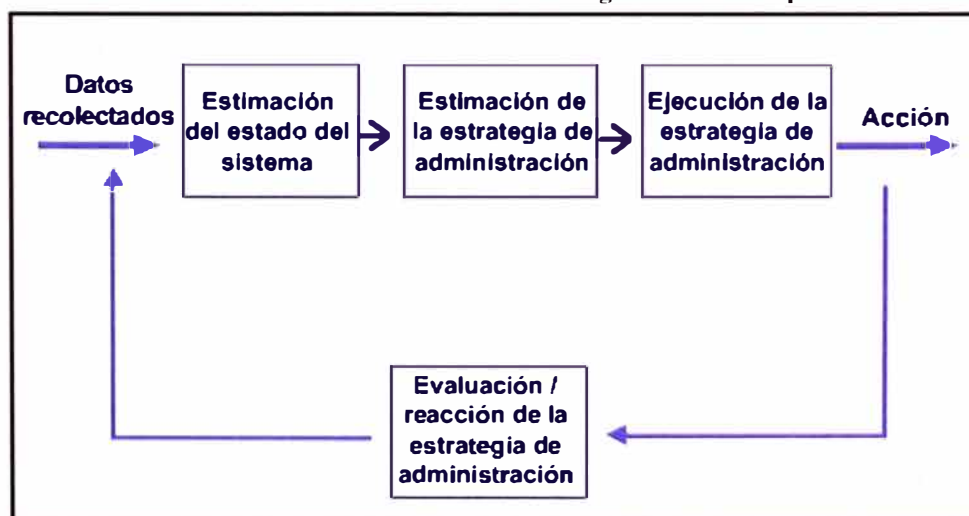 Datos
recolectados
Estimación
del estado del
sistema
Estimación de
la estrategia de
administración
Ejecución de la
estrategia de
administración
Acción
Evaluación /
reacción de la
estrategia de
administración